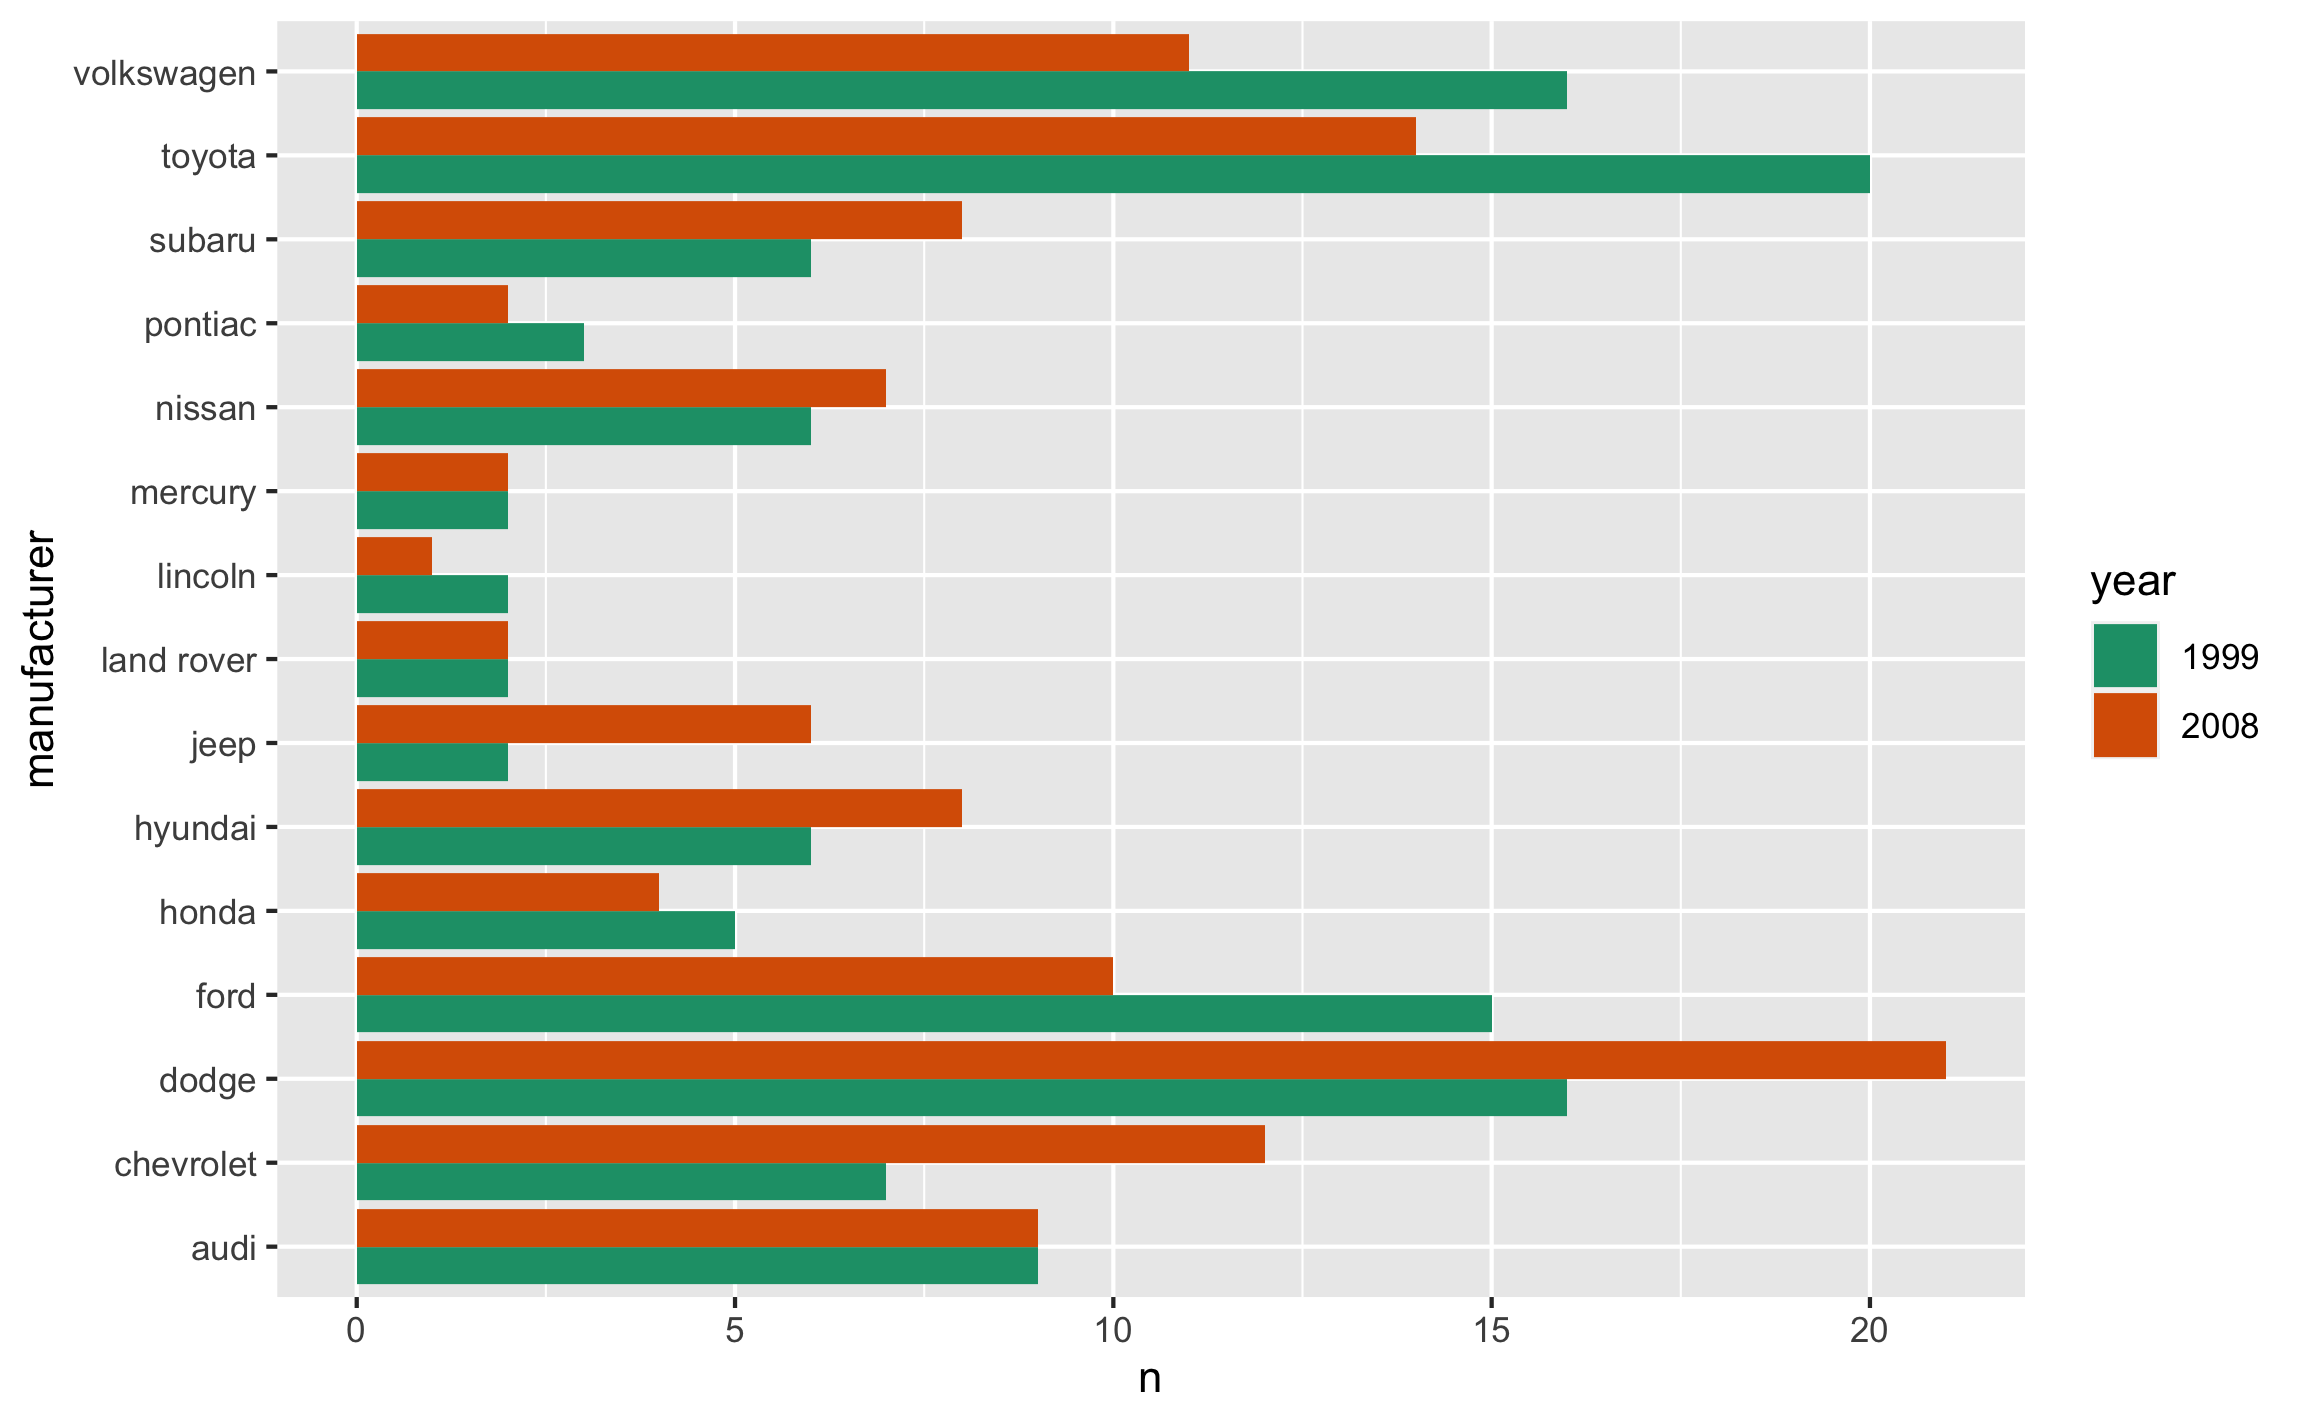 volkswagen
toyota
subaru
pontiac
nissan
mercury
lincoln
land rover
jeep
hyundai
honda
ford
dodge
chevrolet
audi
manufacturer
0 5 10 15 20
n
year
1999
2008